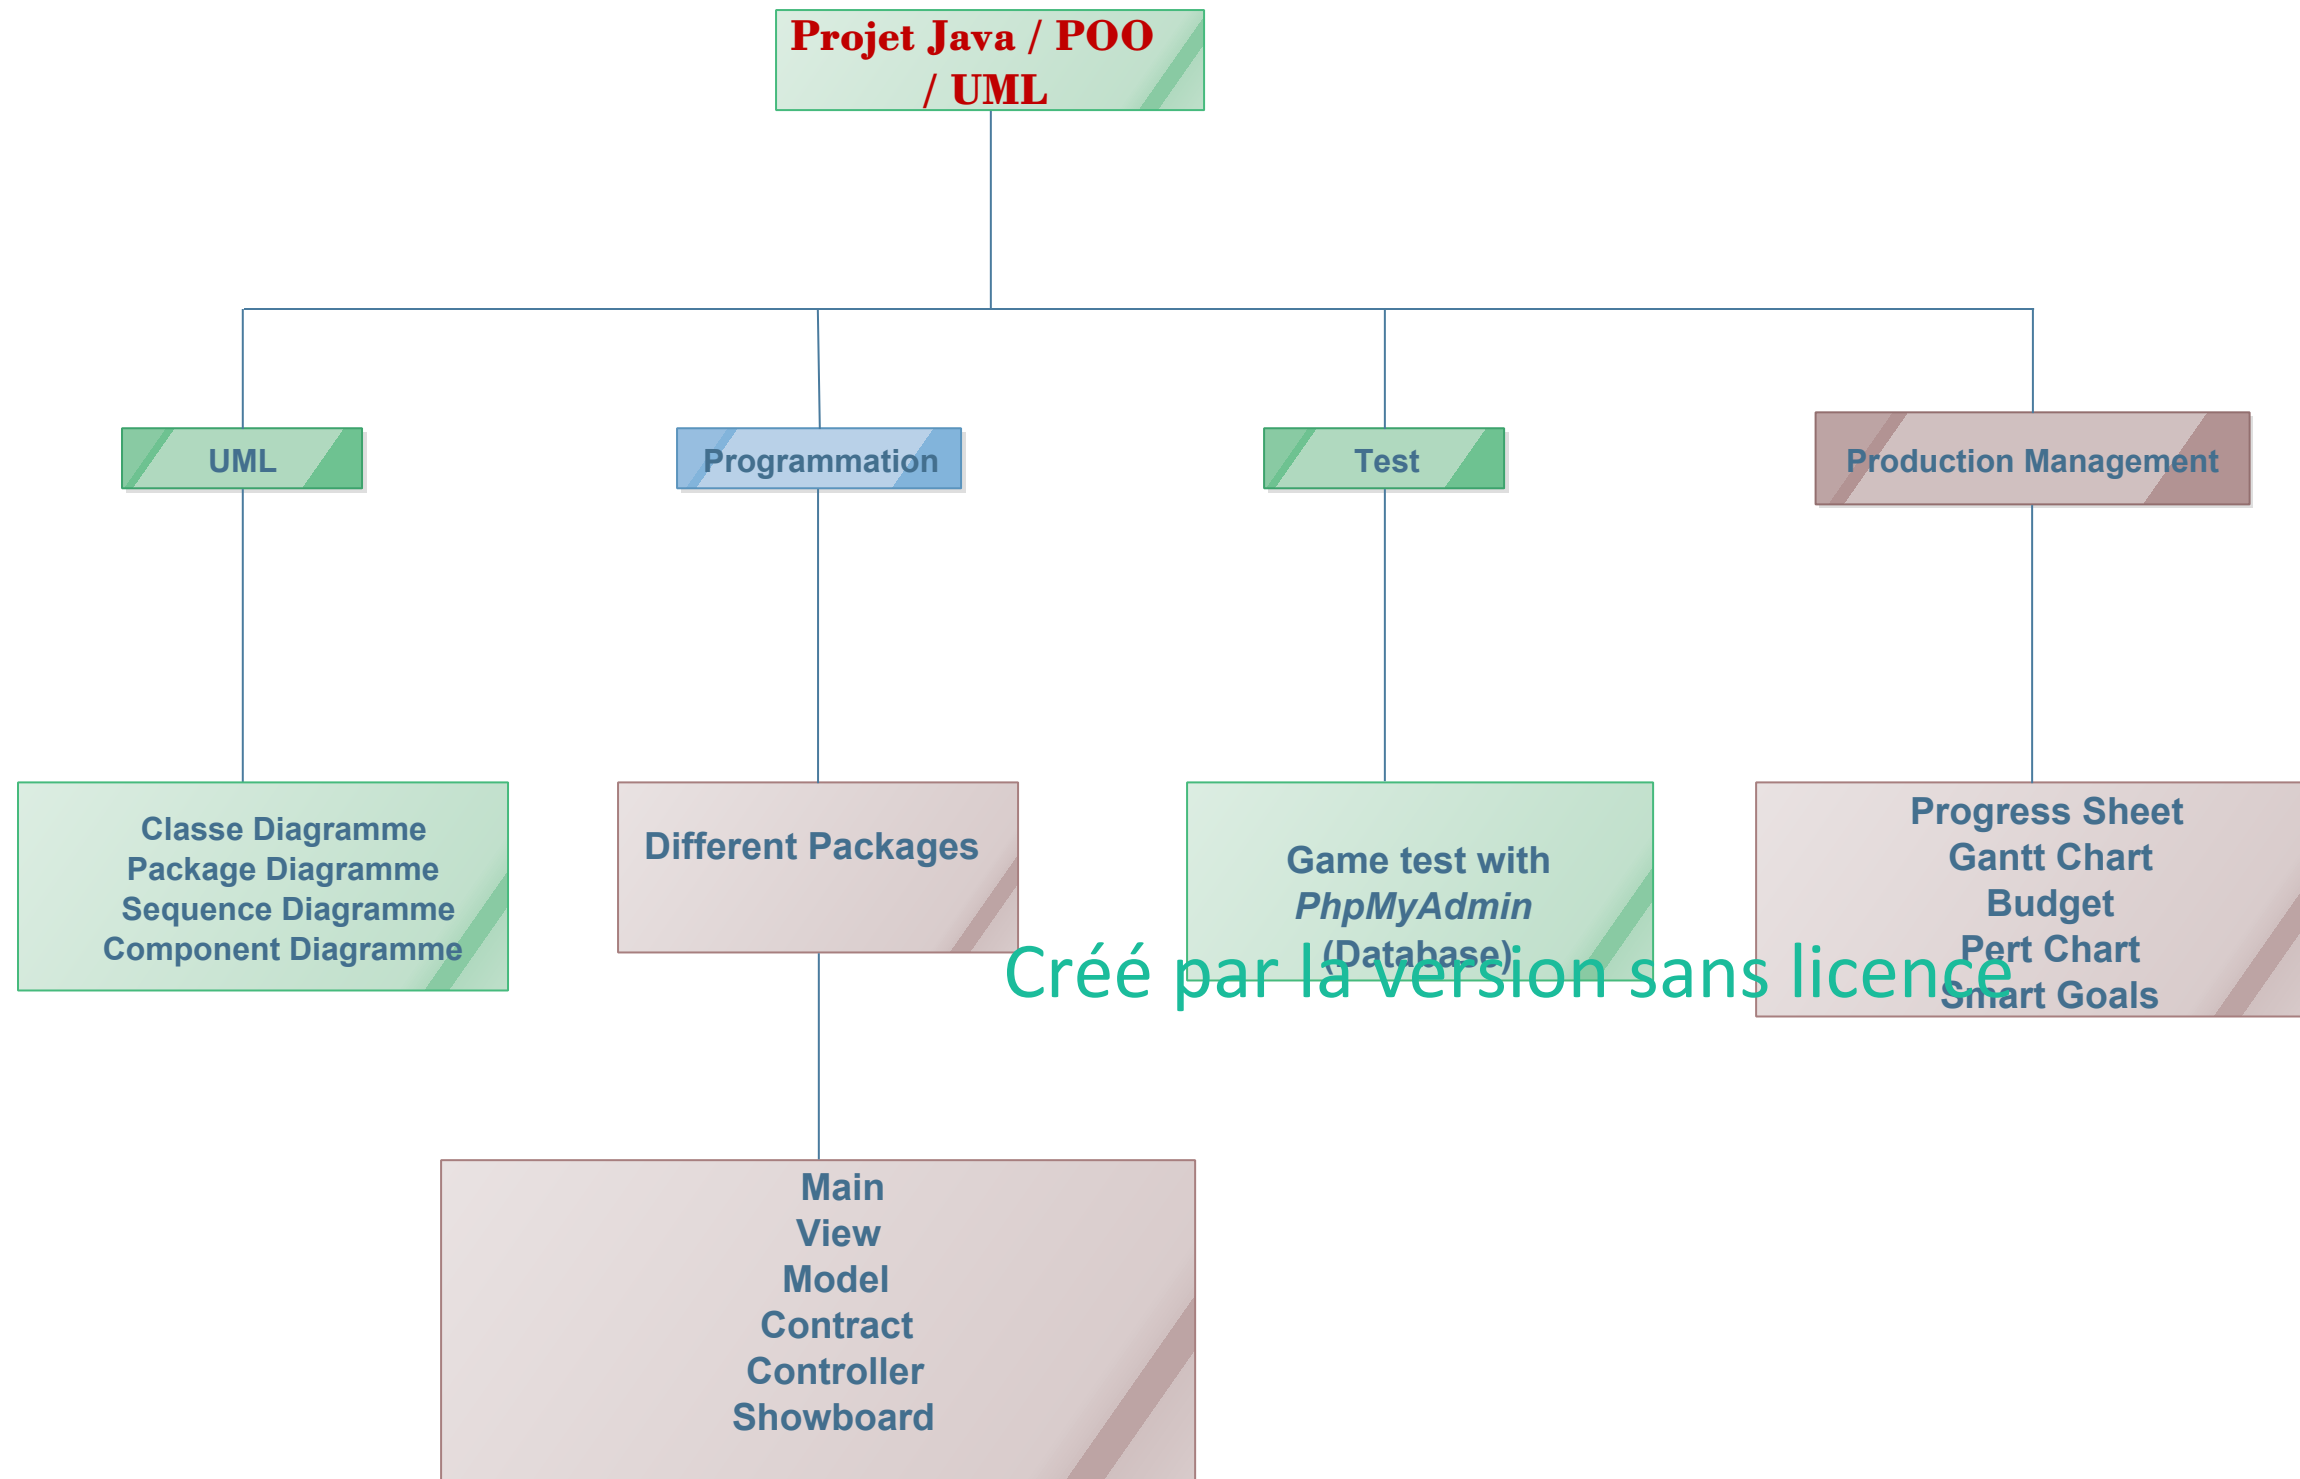 Projet Java / POO
/ UML
UML
Programmation
Test
Production Management
Classe Diagramme
Package Diagramme
Sequence Diagramme
Component Diagramme
Different Packages
Game test with
PhpMyAdmin
(Database)
Progress Sheet
Gantt Chart
Budget
Pert Chart
Smart Goals
Créé par la version sans licence
Main
View
Model
Contract
Controller
Showboard